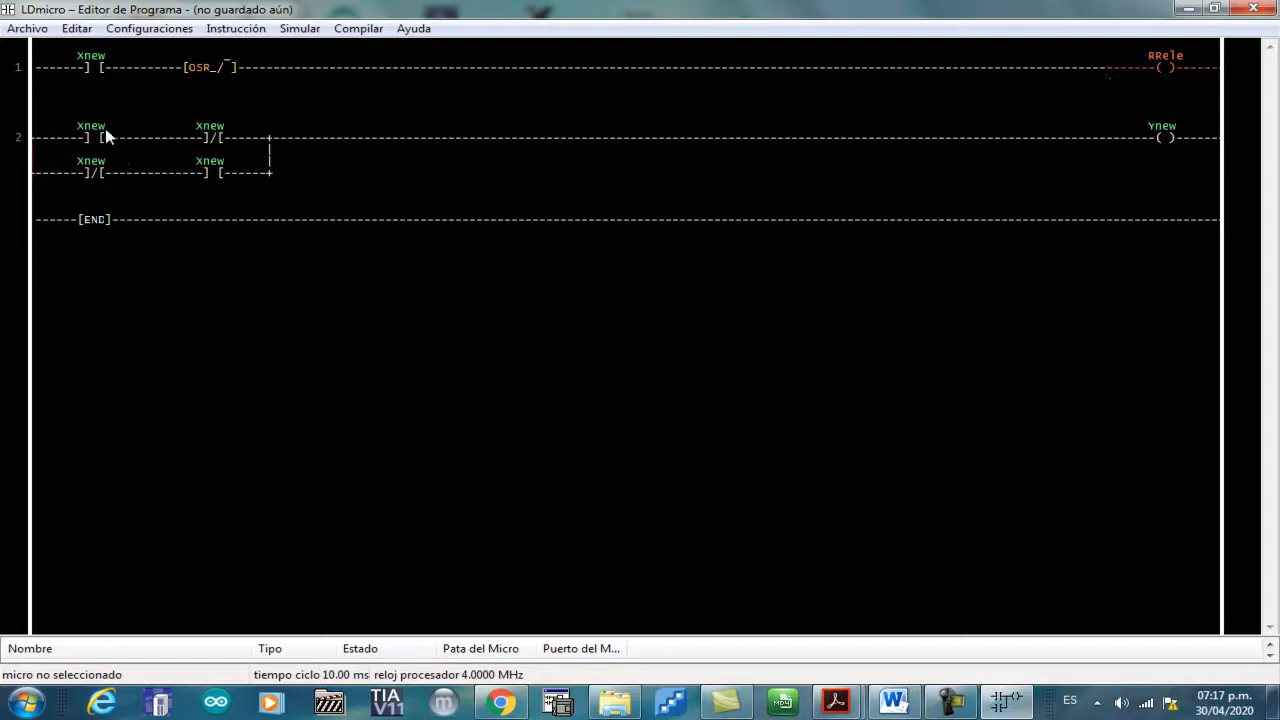 LDmicro – Editor de Programa - (no guardado aún)
Archivo Editar Configuraciones Instrucción Simular Compilar Ayuda
Xnew RRele
1 ------] [-----------[OSR_/‾]------( )------
Xnew Xnew Ynew
2 ------] [-------------]/[------+------( )------
Xnew Xnew
------]/[-------------] [------+
------[END]------
Nombre Tipo Estado Pata del Micro Puerto del M...
micro no seleccionado tiempo ciclo 10.00 ms reloj procesador 4.0000 MHz
TIA V11 m MP4 W ES 07:17 p.m.
30/04/2020